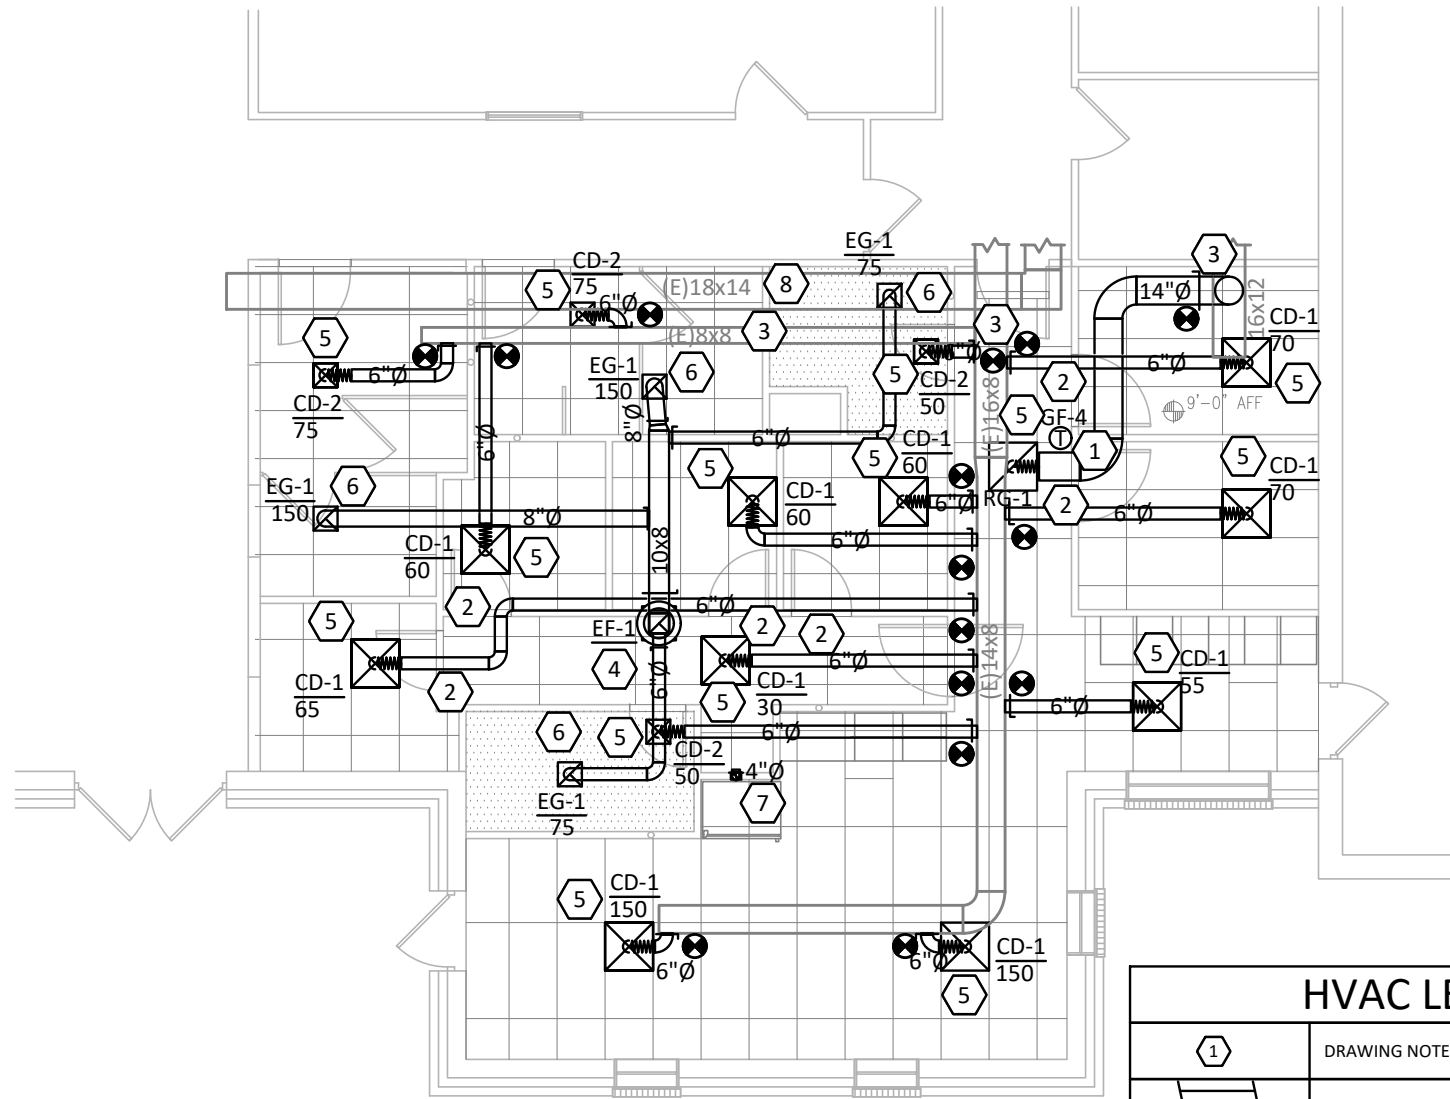 EG-1
75
3
CD-2
75
5
6"Ø
(E)18x14
8
6
14"Ø
16x12
CD-1
70
(E)8x8
3
3
5
6"Ø
CD-2
75
EG-1
150
6
5
6"Ø
CD-2
50
2
6"Ø
5
9'-0" AFF
(E)16x8
5
GF-4
T
1
8"Ø
6"Ø
6"Ø
CD-1
60
5
5
CD-1
60
6"Ø
RG-1
2
6"Ø
5
CD-1
70
EG-1
150
6
8"Ø
CD-1
60
5
10x8
6"Ø
2
6"Ø
5
CD-1
65
2
EF-1
4
6"Ø
2
2
6"Ø
5
CD-1
30
(E)14x8
5
CD-1
55
6"Ø
6
5
CD-2
50
6"Ø
EG-1
75
4"Ø
7
5
CD-1
150
6"Ø
6"Ø
CD-1
150
5
HVAC LE
1
DRAWING NOTE